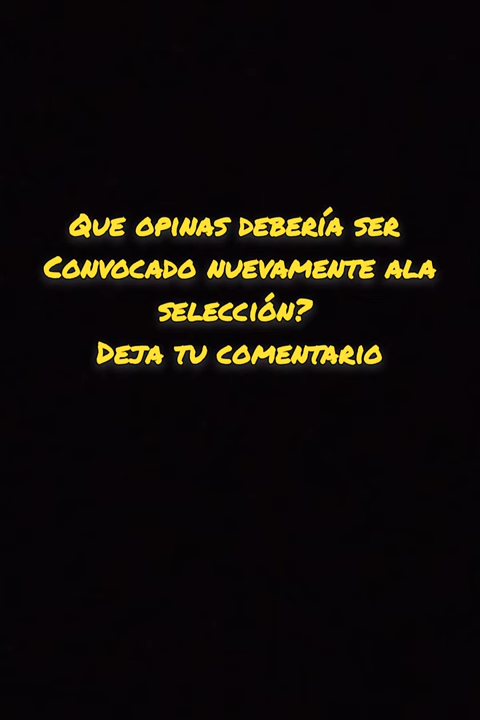 Que opinas debería ser
Convocado nuevamente ala
selección?
Deja tu comentario